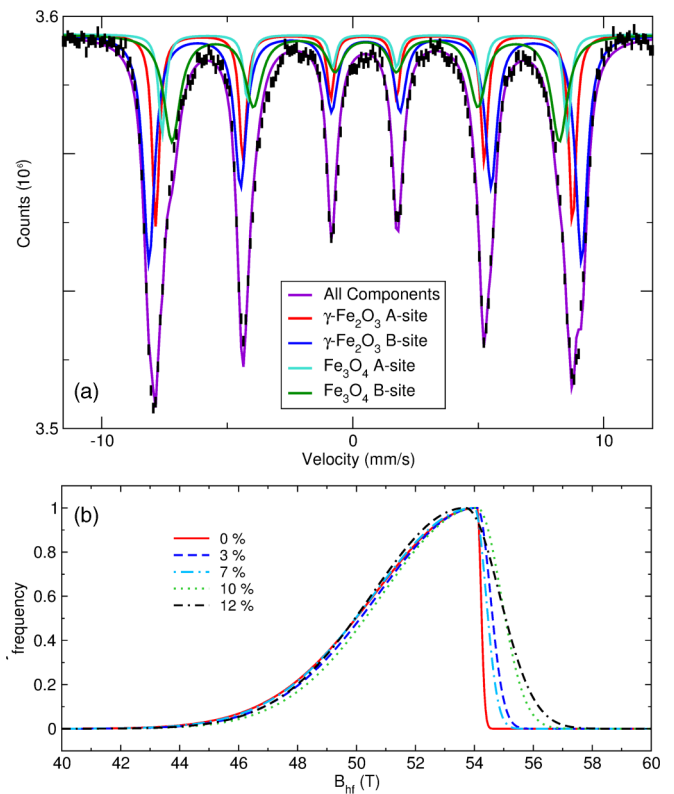 3.6
Counts (10⁶)
All Components
γ-Fe₂O₃ A-site
γ-Fe₂O₃ B-site
Fe₃O₄ A-site
Fe₃O₄ B-site
(a)
3.5
-10 0 10
Velocity (mm/s)
(b)
1
0.8
0.6
0.4
0.2
0
frequency
0 %
3 %
7 %
10 %
12 %
40 42 44 46 48 50 52 54 56 58 60
B_hf (T)